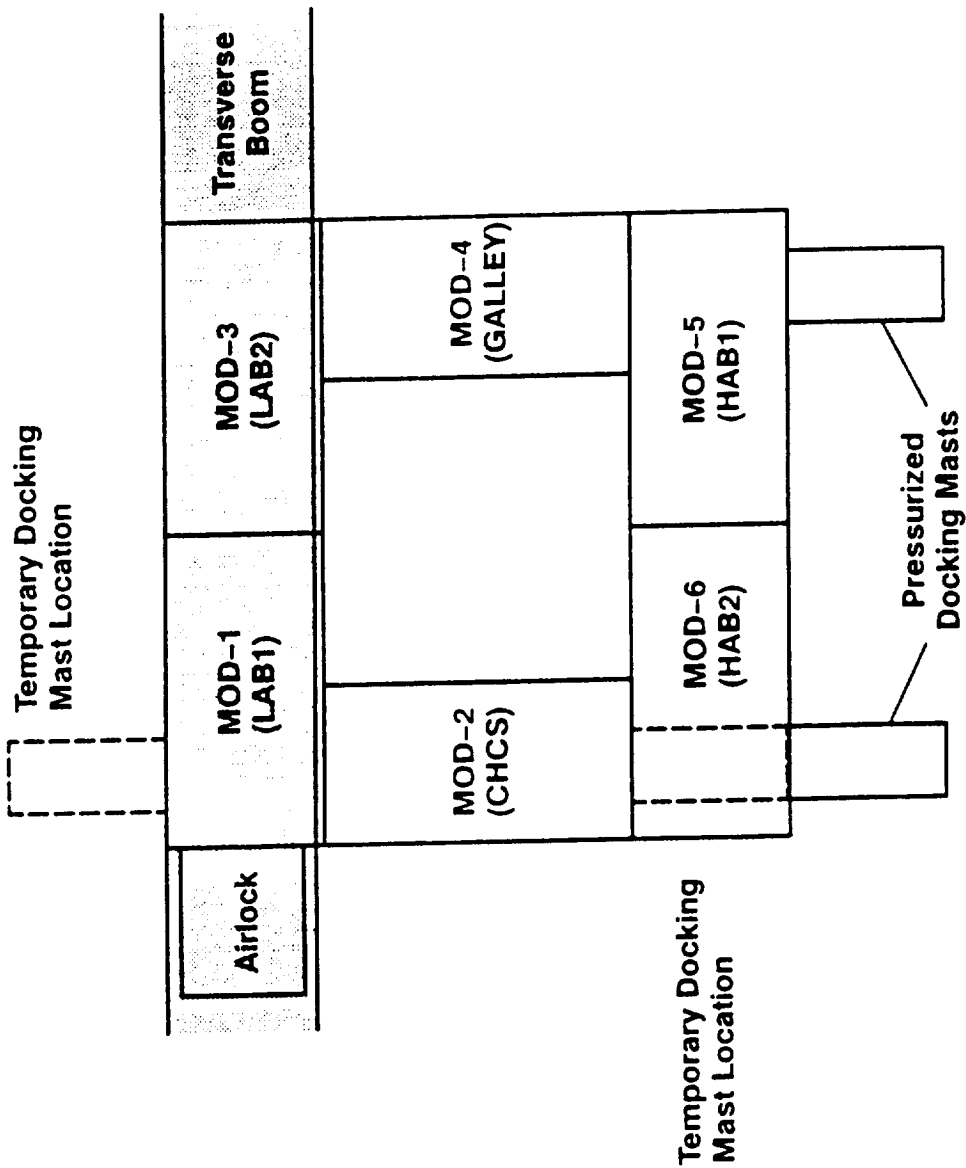 Temporary Docking
Mast Location
Airlock
MOD–1
(LAB1)
MOD–3
(LAB2)
Transverse
Boom
MOD–2
(CHCS)
MOD–4
(GALLEY)
MOD–6
(HAB2)
MOD–5
(HAB1)
Temporary Docking
Mast Location
Pressurized
Docking Masts